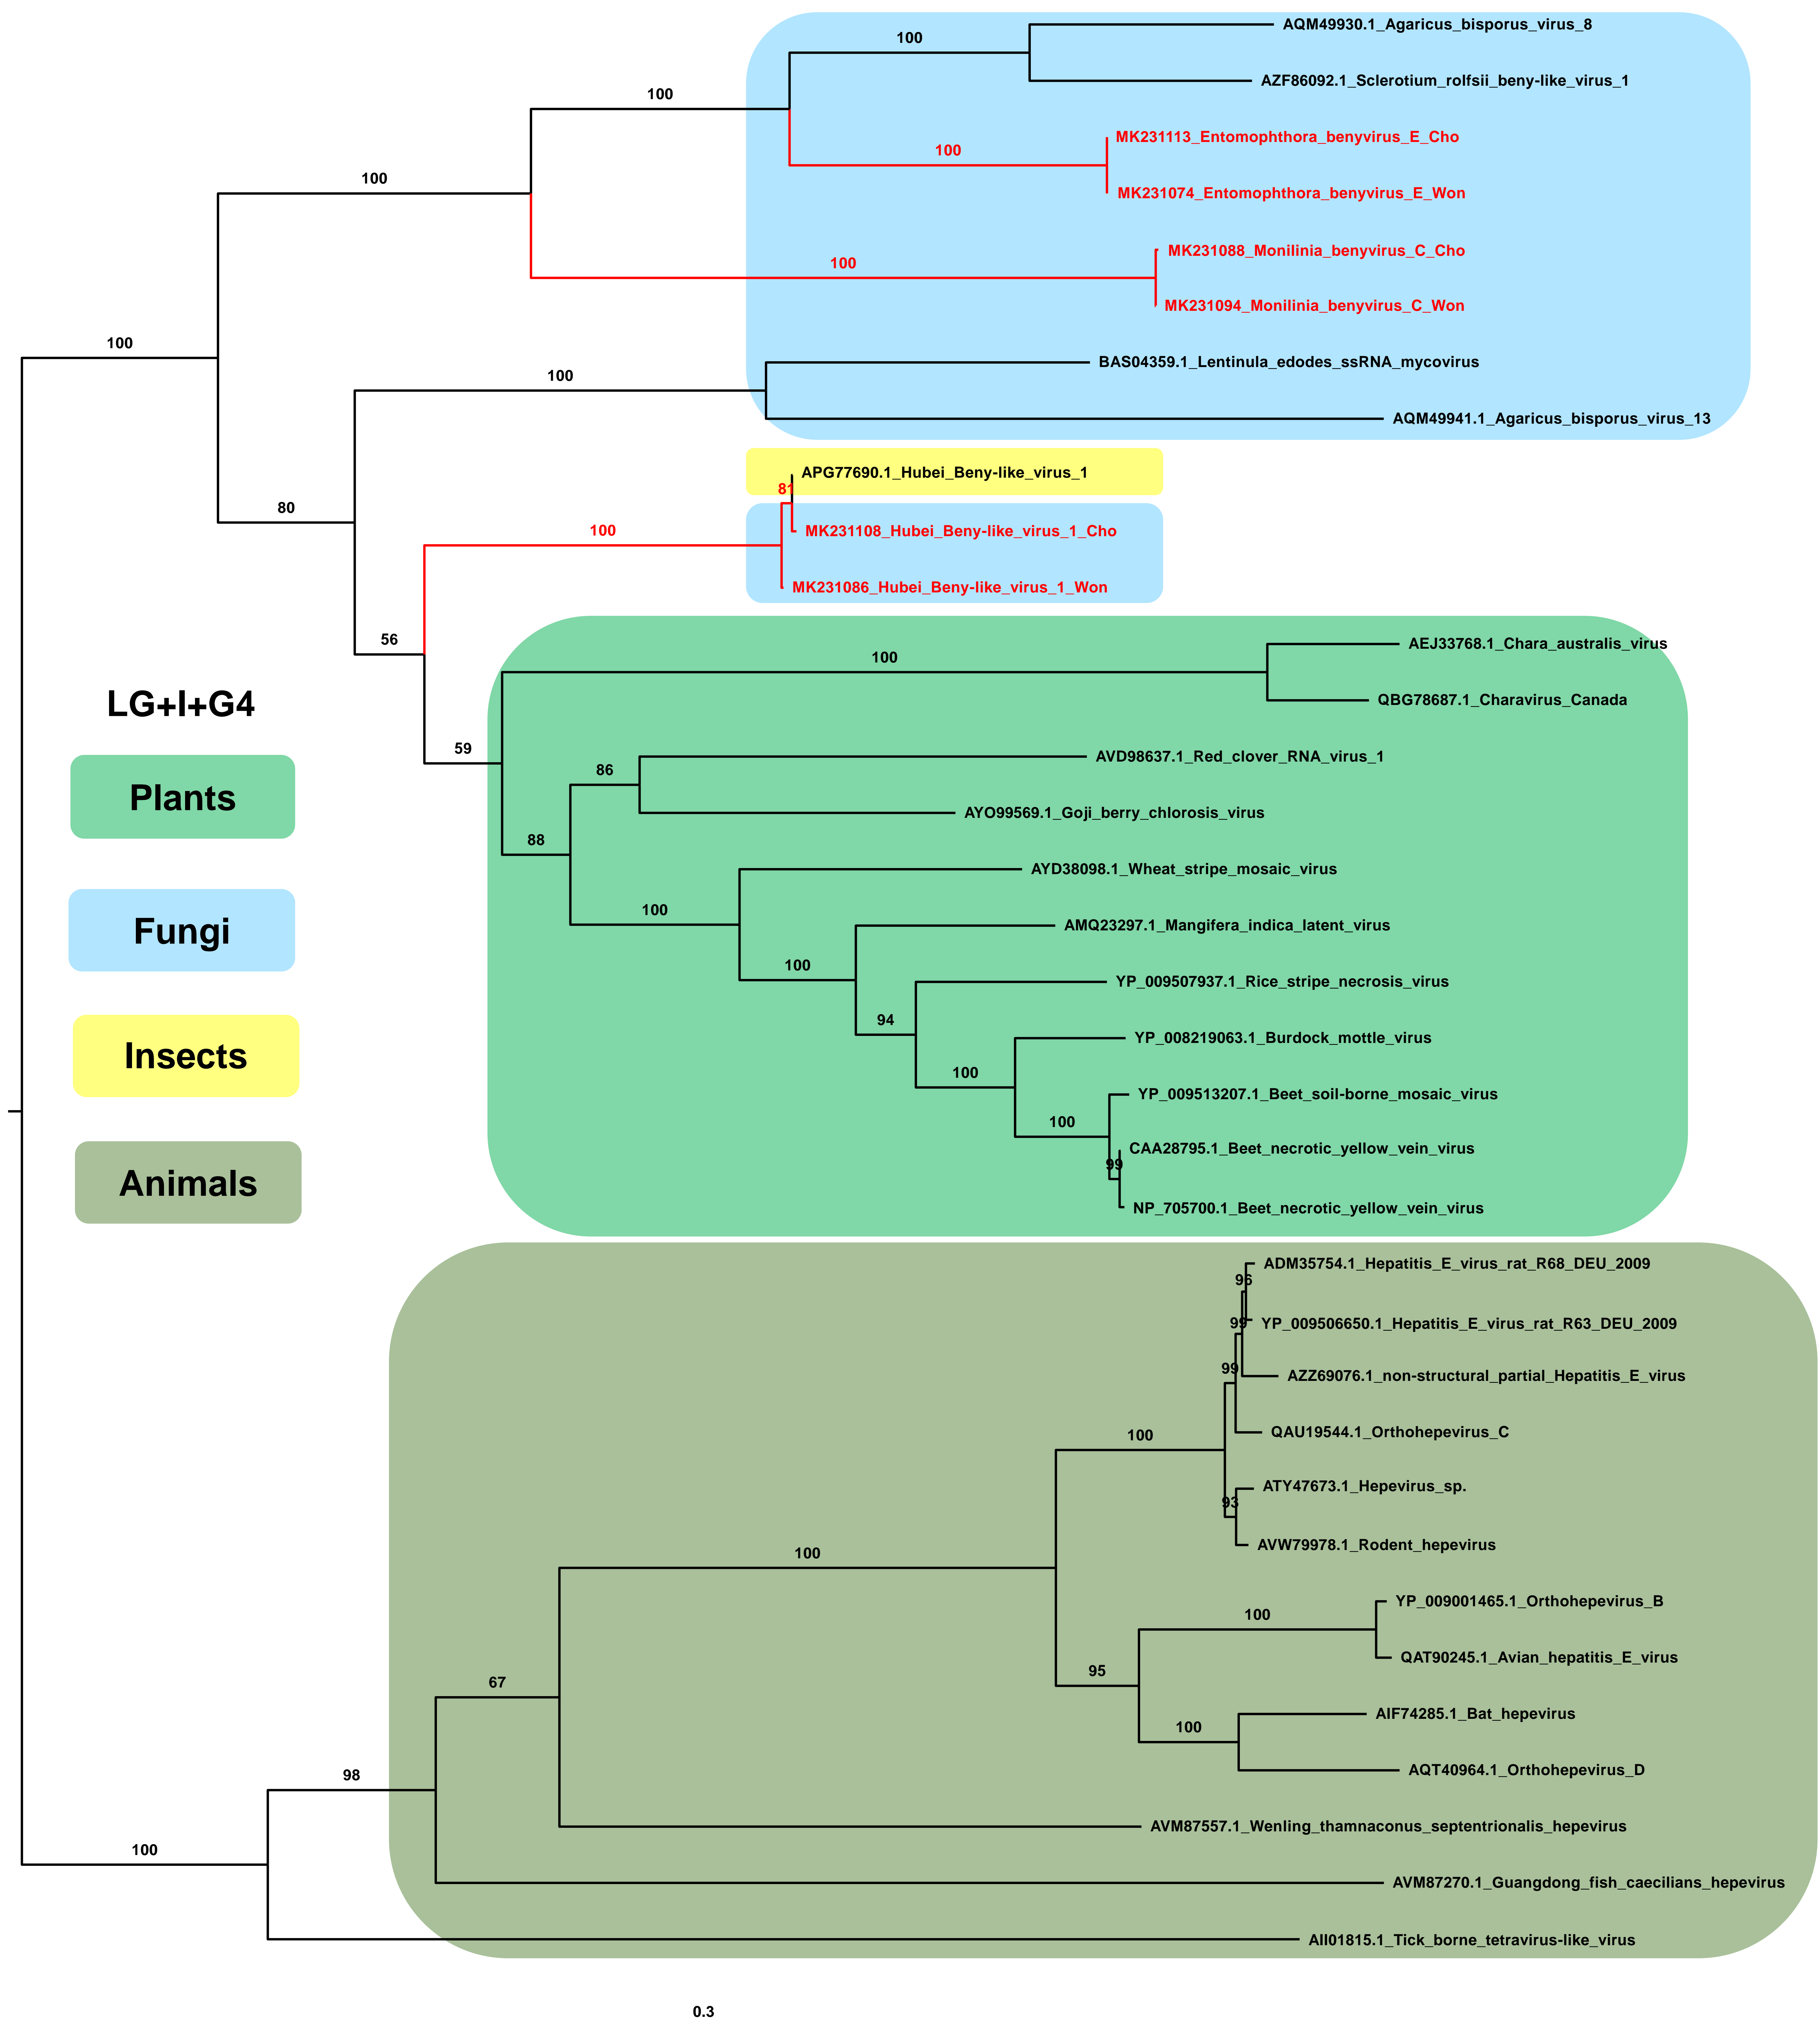 AQM49930.1_Agaricus_bisporus_virus_8
100
AZF86092.1_Sclerotium_rolfsii_beny-like_virus_1
100
MK231113_Entomophthora_benyvirus_E_Cho
100
MK231074_Entomophthora_benyvirus_E_Won
100
MK231088_Monilinia_benyvirus_C_Cho
100
MK231094_Monilinia_benyvirus_C_Won
100
BAS04359.1_Lentinula_edodes_ssRNA_mycovirus
100
AQM49941.1_Agaricus_bisporus_virus_13
APG77690.1_Hubei_Beny-like_virus_1
81
80
100
MK231108_Hubei_Beny-like_virus_1_Cho
MK231086_Hubei_Beny-like_virus_1_Won
56
AEJ33768.1_Chara_australis_virus
100
QBG78687.1_Charavirus_Canada
LG+I+G4
59
AVD98637.1_Red_clover_RNA_virus_1
86
Plants
AYO99569.1_Goji_berry_chlorosis_virus
88
AYD38098.1_Wheat_stripe_mosaic_virus
100
Fungi
AMQ23297.1_Mangifera_indica_latent_virus
100
YP_009507937.1_Rice_stripe_necrosis_virus
94
YP_008219063.1_Burdock_mottle_virus
Insects
100
YP_009513207.1_Beet_soil-borne_mosaic_virus
100
CAA28795.1_Beet_necrotic_yellow_vein_virus
99
Animals
NP_705700.1_Beet_necrotic_yellow_vein_virus
ADM35754.1_Hepatitis_E_virus_rat_R68_DEU_2009
96
YP_009506650.1_Hepatitis_E_virus_rat_R63_DEU_2009
99
99
AZZ69076.1_non-structural_partial_Hepatitis_E_virus
QAU19544.1_Orthohepevirus_C
100
ATY47673.1_Hepevirus_sp.
93
AVW79978.1_Rodent_hepevirus
100
YP_009001465.1_Orthohepevirus_B
100
QAT90245.1_Avian_hepatitis_E_virus
95
67
AIF74285.1_Bat_hepevirus
100
AQT40964.1_Orthohepevirus_D
98
AVM87557.1_Wenling_thamnaconus_septentrionalis_hepevirus
100
AVM87270.1_Guangdong_fish_caecilians_hepevirus
AII01815.1_Tick_borne_tetravirus-like_virus
0.3